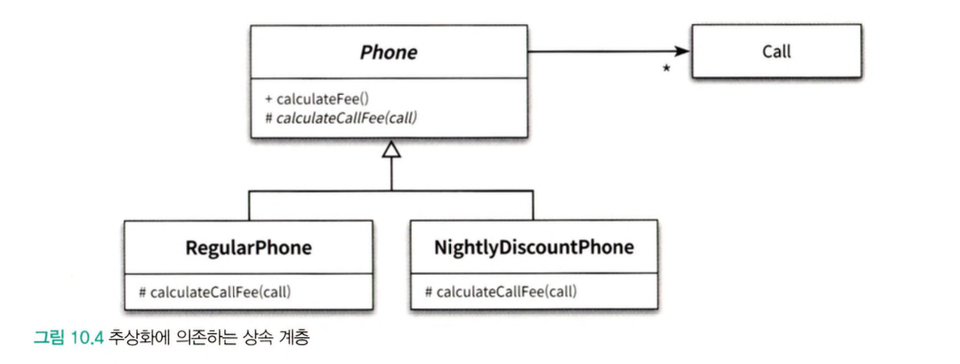 Phone
Call
*
+ calculateFee()
# calculateCallFee(call)
RegularPhone
NightlyDiscountPhone
# calculateCallFee(call)
# calculateCallFee(call)
그림 10.4 추상화에 의존하는 상속 계층